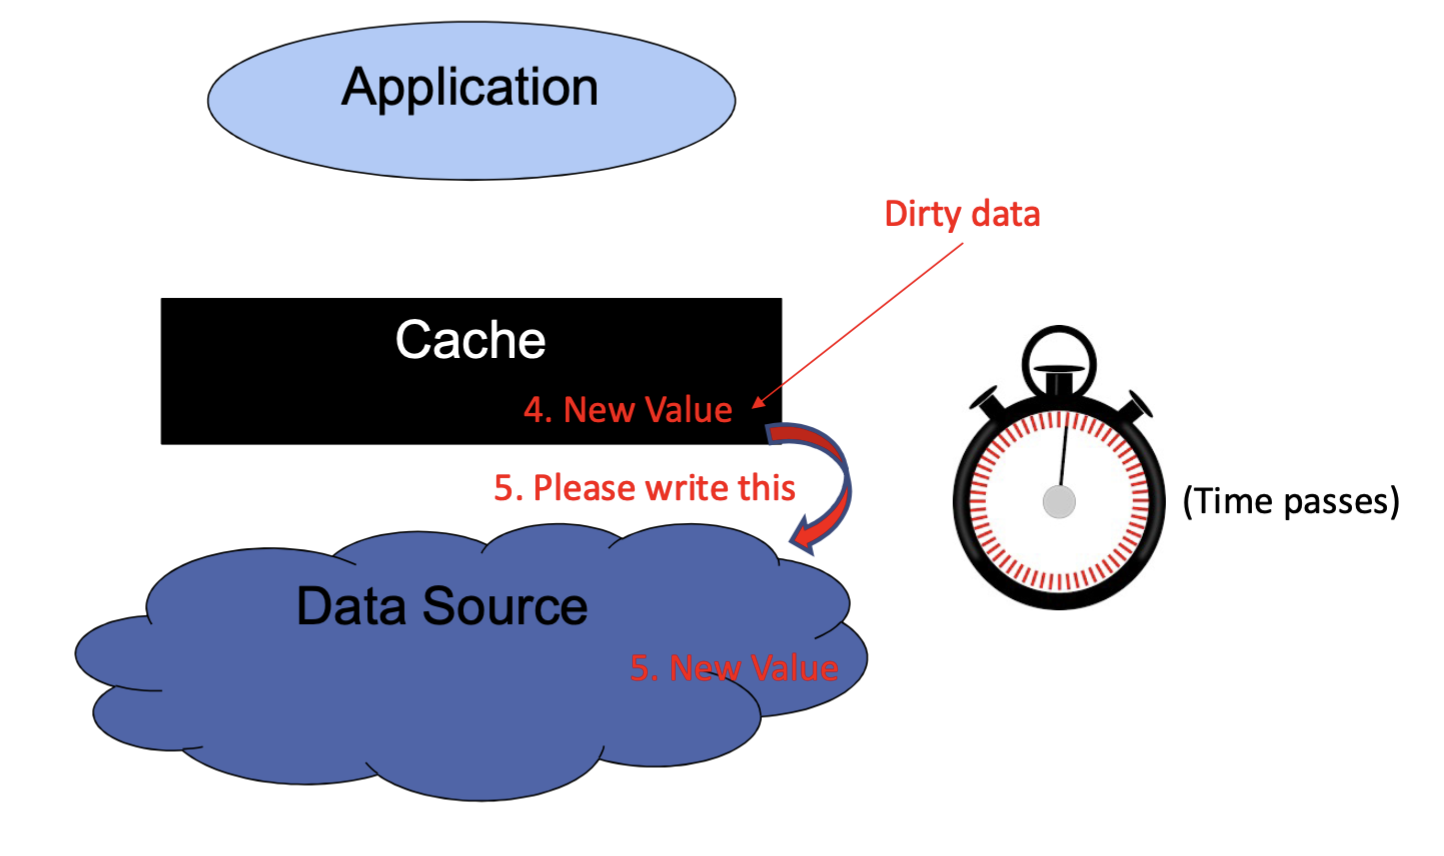 Application
Dirty data
Cache
4. New Value
5. Please write this
(Time passes)
Data Source
5. New Value